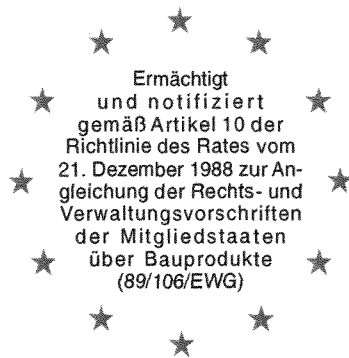 Ermächtigt
und notifiziert
gemäß Artikel 10 der
Richtlinie des Rates vom
21. Dezember 1988 zur An-
gleichung der Rechts- und
Verwaltungsvorschriften
der Mitgliedstaaten
über Bauprodukte
(89/106/EWG)